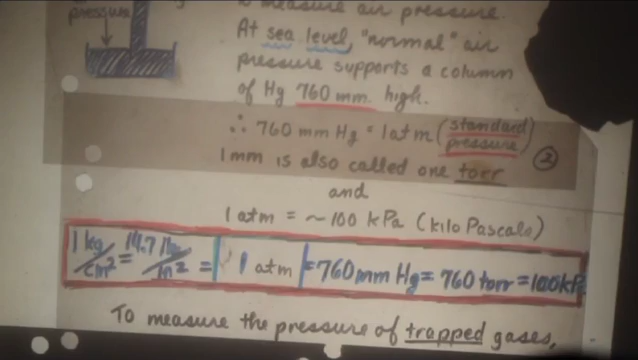 pressure
to measure air pressure.
At sea level, "normal" air
pressure supports a column
of Hg 760 mm high.
∴ 760 mm Hg = 1 atm (standard pressure)
1 mm is also called one torr
②
and
1 atm = ~100 kPa (kilo Pascals)
1 kg/cm² = 14.7 lbs/in² = 1 atm = 760 mm Hg = 760 torr = 100 kPa
To measure the pressure of trapped gases,